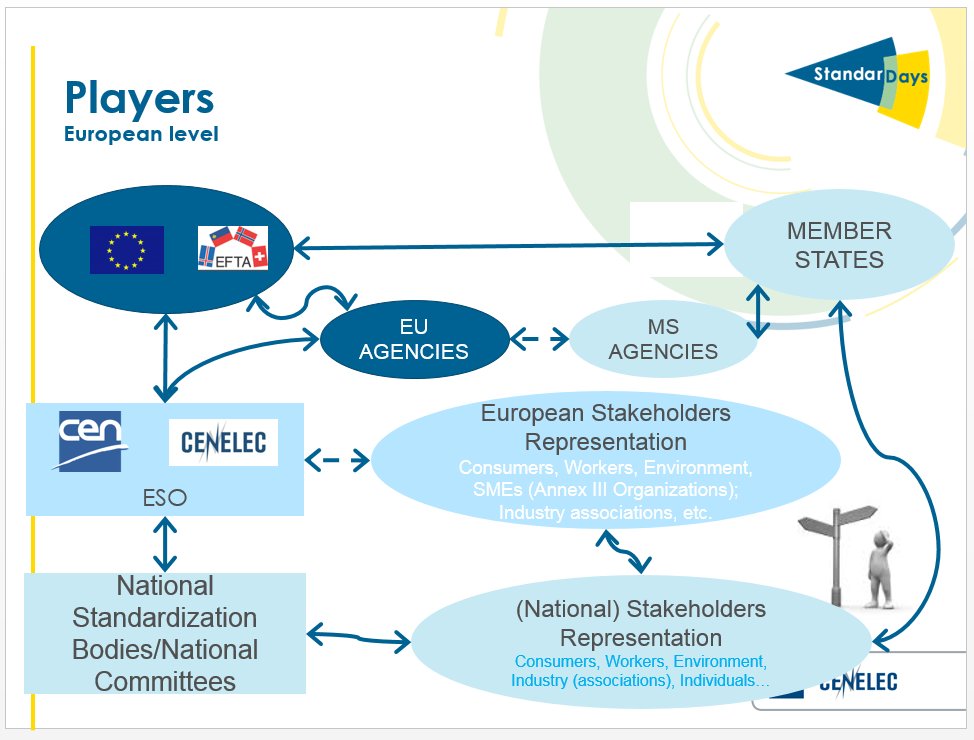 Players
European level
StandarDays
EFTA
MEMBER
STATES
EU
AGENCIES
MS
AGENCIES
cen
CENELEC
ESO
European Stakeholders
Representation
Consumers, Workers, Environment,
SMEs (Annex III Organizations);
Industry associations, etc.
National
Standardization
Bodies/National
Committees
(National) Stakeholders
Representation
Consumers, Workers, Environment,
Industry (associations), Individuals…
CENELEC